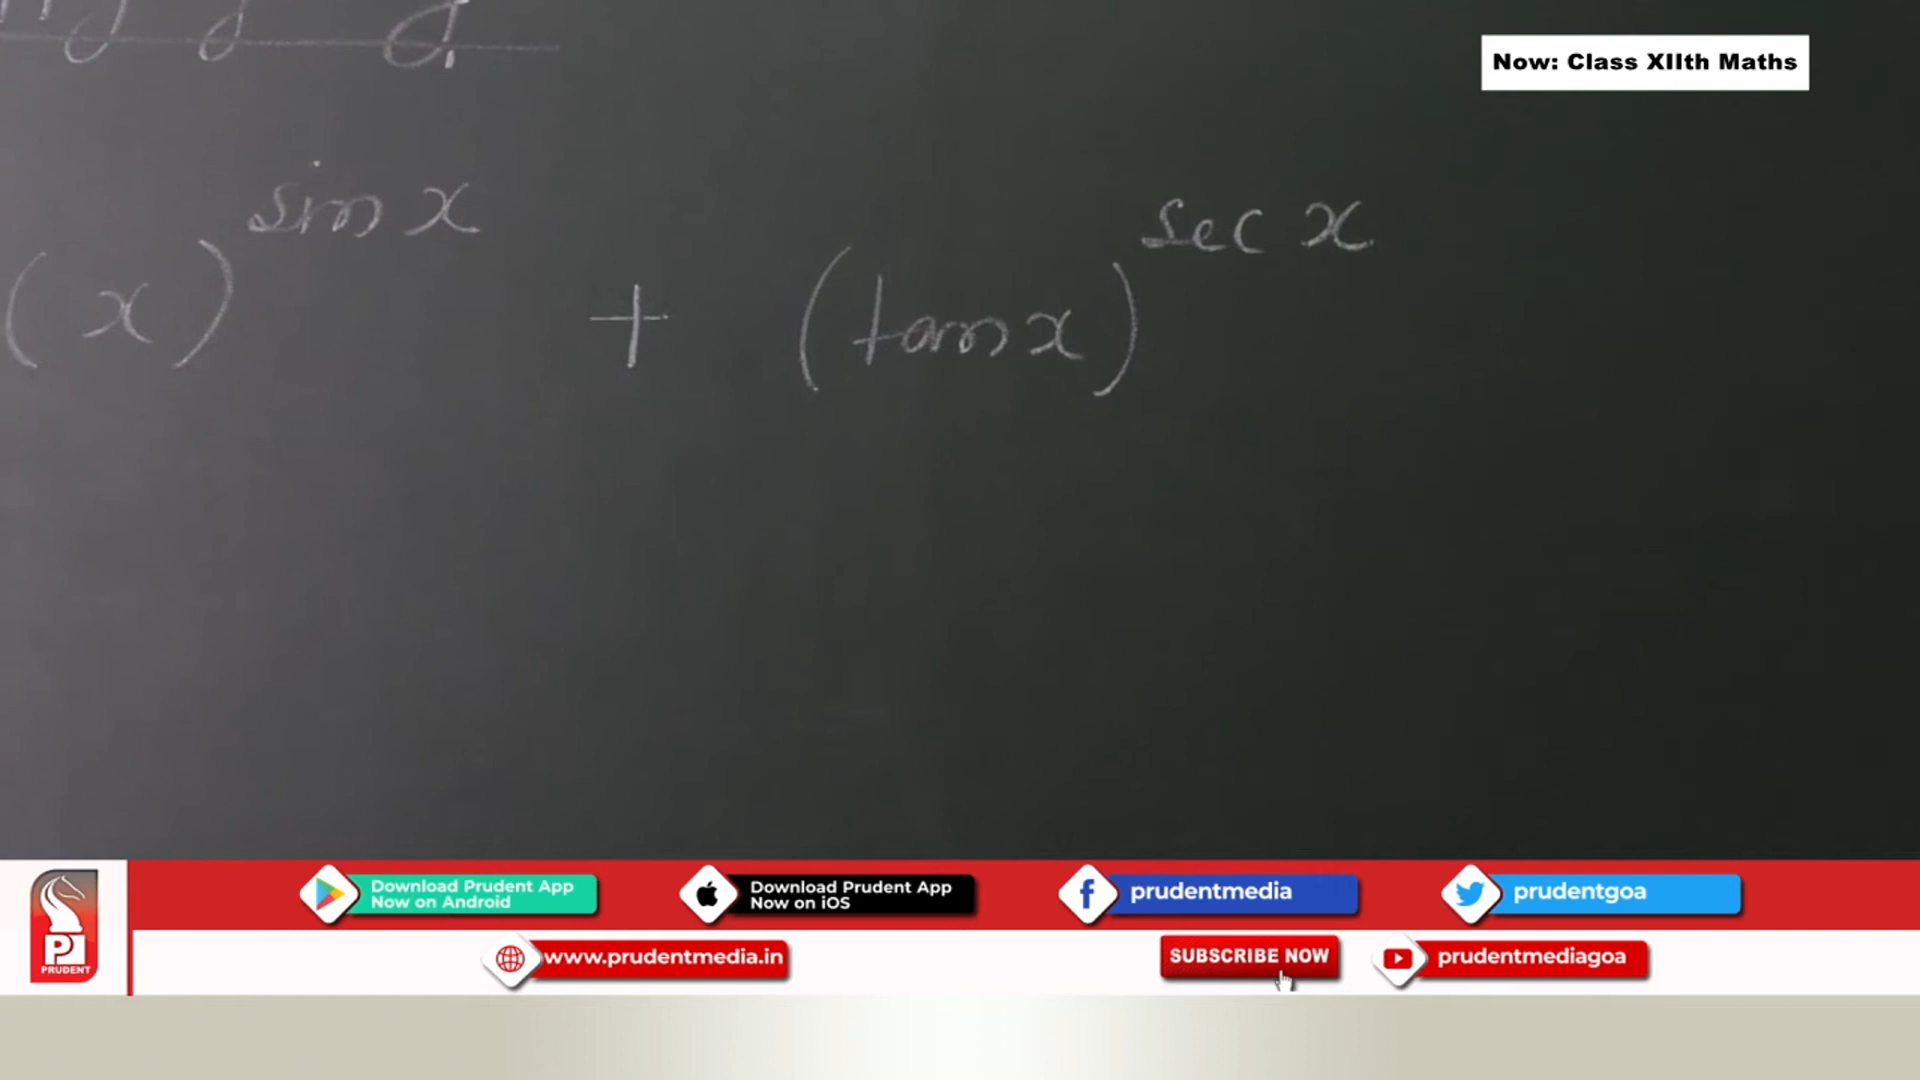 Now: Class XIIth Maths
(x)^sin x + (tan x)^sec x
Download Prudent App
Now on Android
Download Prudent App
Now on iOS
prudentmedia
prudentgoa
PRUDENT
www.prudentmedia.in
SUBSCRIBE NOW
prudentmediagoa